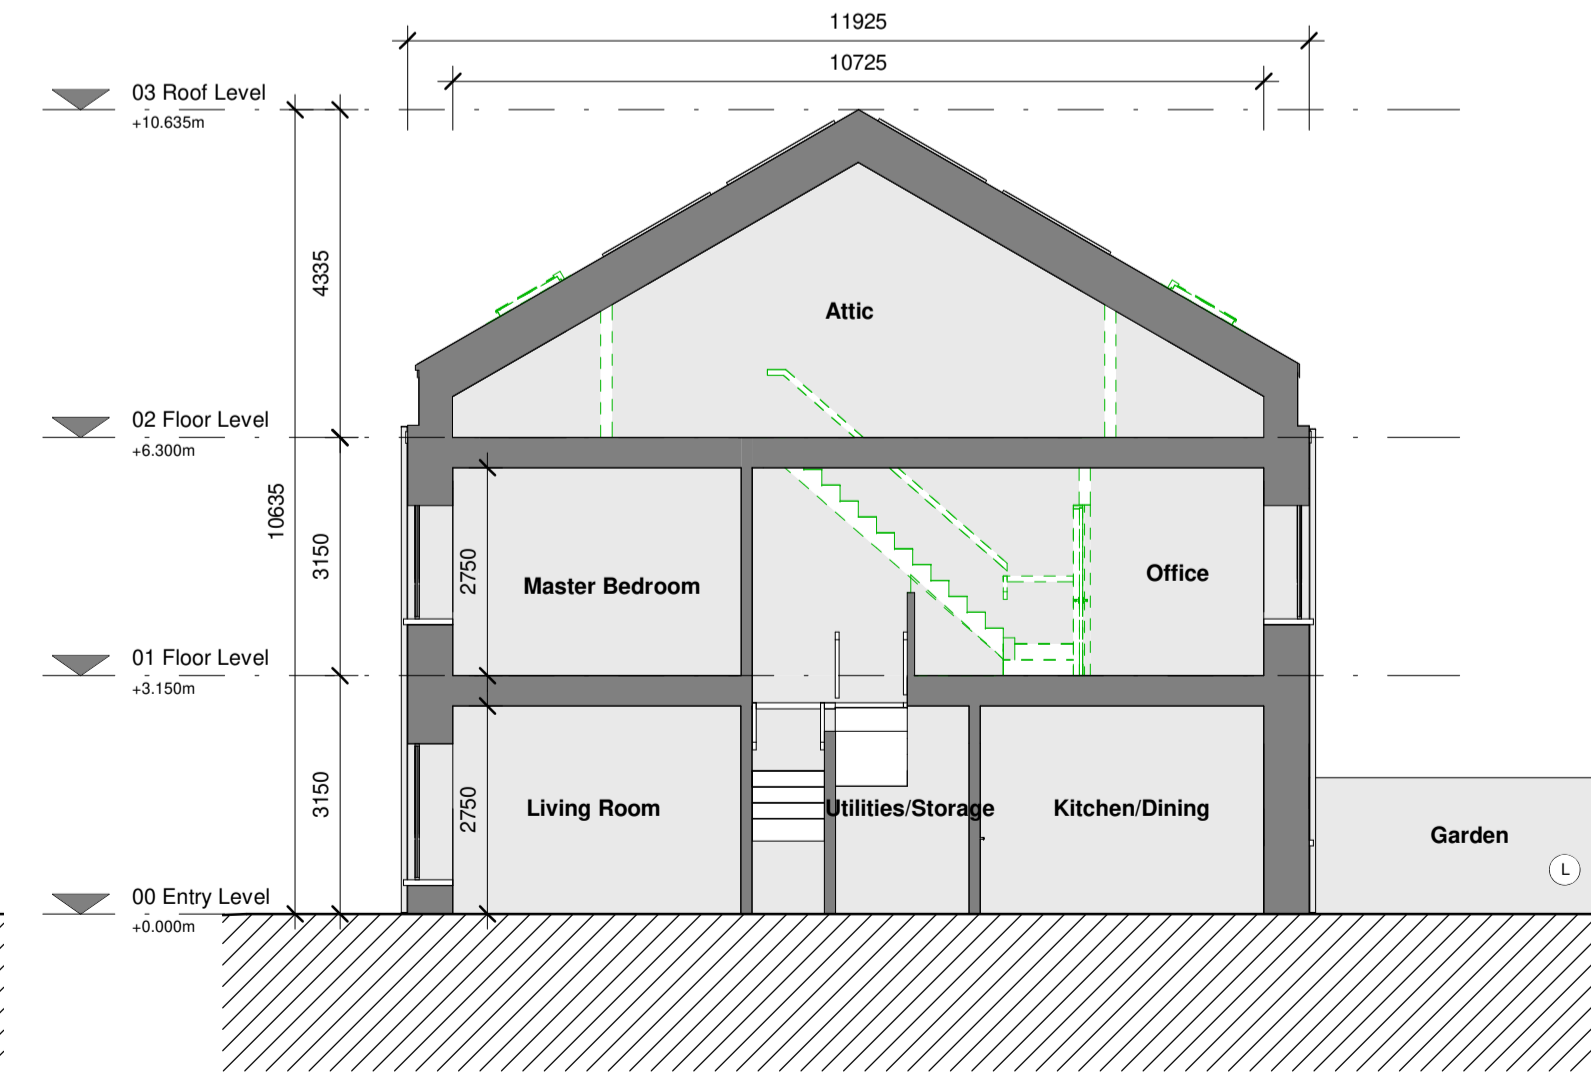 11925
10725
03 Roof Level
+10.635m
4335
Attic
02 Floor Level
+6.300m
10635
3150
2750
Master Bedroom
Office
01 Floor Level
+3.150m
3150
2750
Living Room
Utilities/Storage
Kitchen/Dining
Garden
L
00 Entry Level
+0.000m